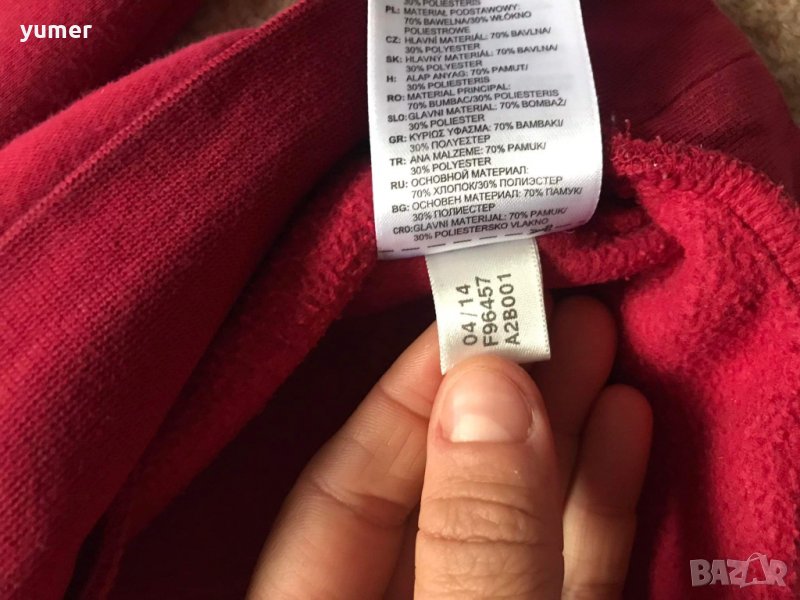 yumer
30% POLIESTERIS
PL: MATERIAŁ PODSTAWOWY:
70% BAWEŁNA/30% WŁÓKNO
POLIESTROWE
CZ: HLAVNÍ MATERIÁL: 70% BAVLNA/
30% POLYESTER
SK: HLAVNÝ MATERIÁL: 70% BAVLNA/
30% POLYESTER
H: ALAP ANYAG: 70% PAMUT/
30% POLIÉSZTER
RO: MATERIAL PRINCIPAL:
70% BUMBAC/30% POLIESTER
SLO: GLAVNI MATERIAL: 70% BOMBAŽ/
30% POLIESTER
GR: ΚΥΡΙΩΣ ΥΦΑΣΜΑ: 70% ΒΑΜΒΑΚΙ/
30% ΠΟΛΥΕΣΤΕΡ
TR: ANA MALZEME: 70% PAMUK/
30% POLYESTER
RU: ОСНОВНОЙ МАТЕРИАЛ:
70% ХЛОПОК/30% ПОЛИЭСТЕР
BG: ОСНОВЕН МАТЕРИАЛ: 70% ПАМУК/
30% ПОЛИЕСТЕР
CRO: GLAVNI MATERIJAL: 70% PAMUK/
30% POLIESTERSKO VLAKNO
04/14
F96457
A2B001
BAZAR